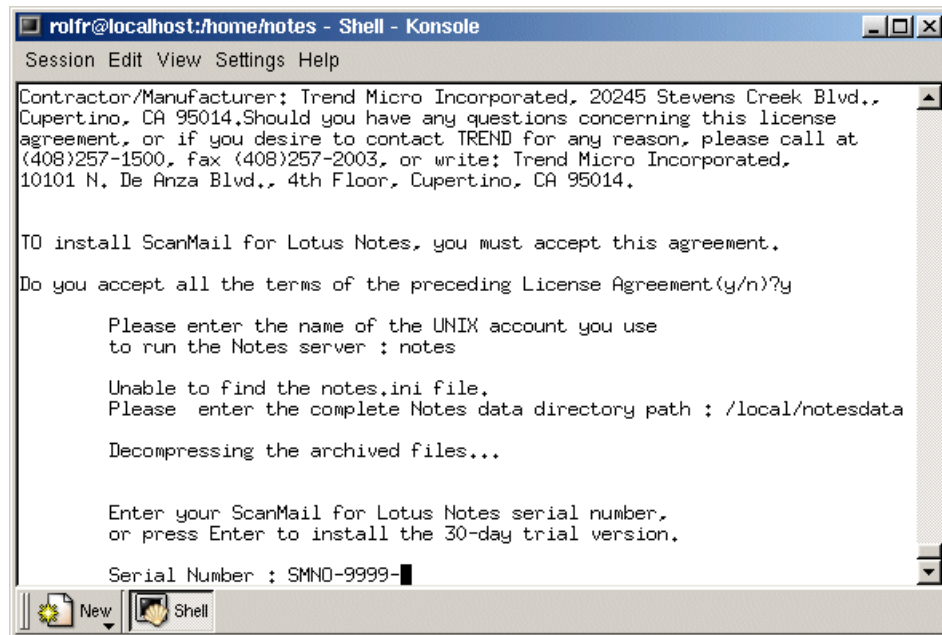 rolfr@localhost:/home/notes - Shell - Konsole
Session Edit View Settings Help
Contractor/Manufacturer: Trend Micro Incorporated, 20245 Stevens Creek Blvd.,
Cupertino, CA 95014.Should you have any questions concerning this license
agreement, or if you desire to contact TREND for any reason, please call at
(408)257-1500, fax (408)257-2003, or write: Trend Micro Incorporated,
10101 N. De Anza Blvd., 4th Floor, Cupertino, CA 95014.
TO install ScanMail for Lotus Notes, you must accept this agreement.
Do you accept all the terms of the preceding License Agreement(y/n)?y
Please enter the name of the UNIX account you use
to run the Notes server : notes
Unable to find the notes.ini file.
Please  enter the complete Notes data directory path : /local/notesdata
Decompressing the archived files...
Enter your ScanMail for Lotus Notes serial number,
or press Enter to install the 30-day trial version.
Serial Number : SMNO-9999-
New
Shell